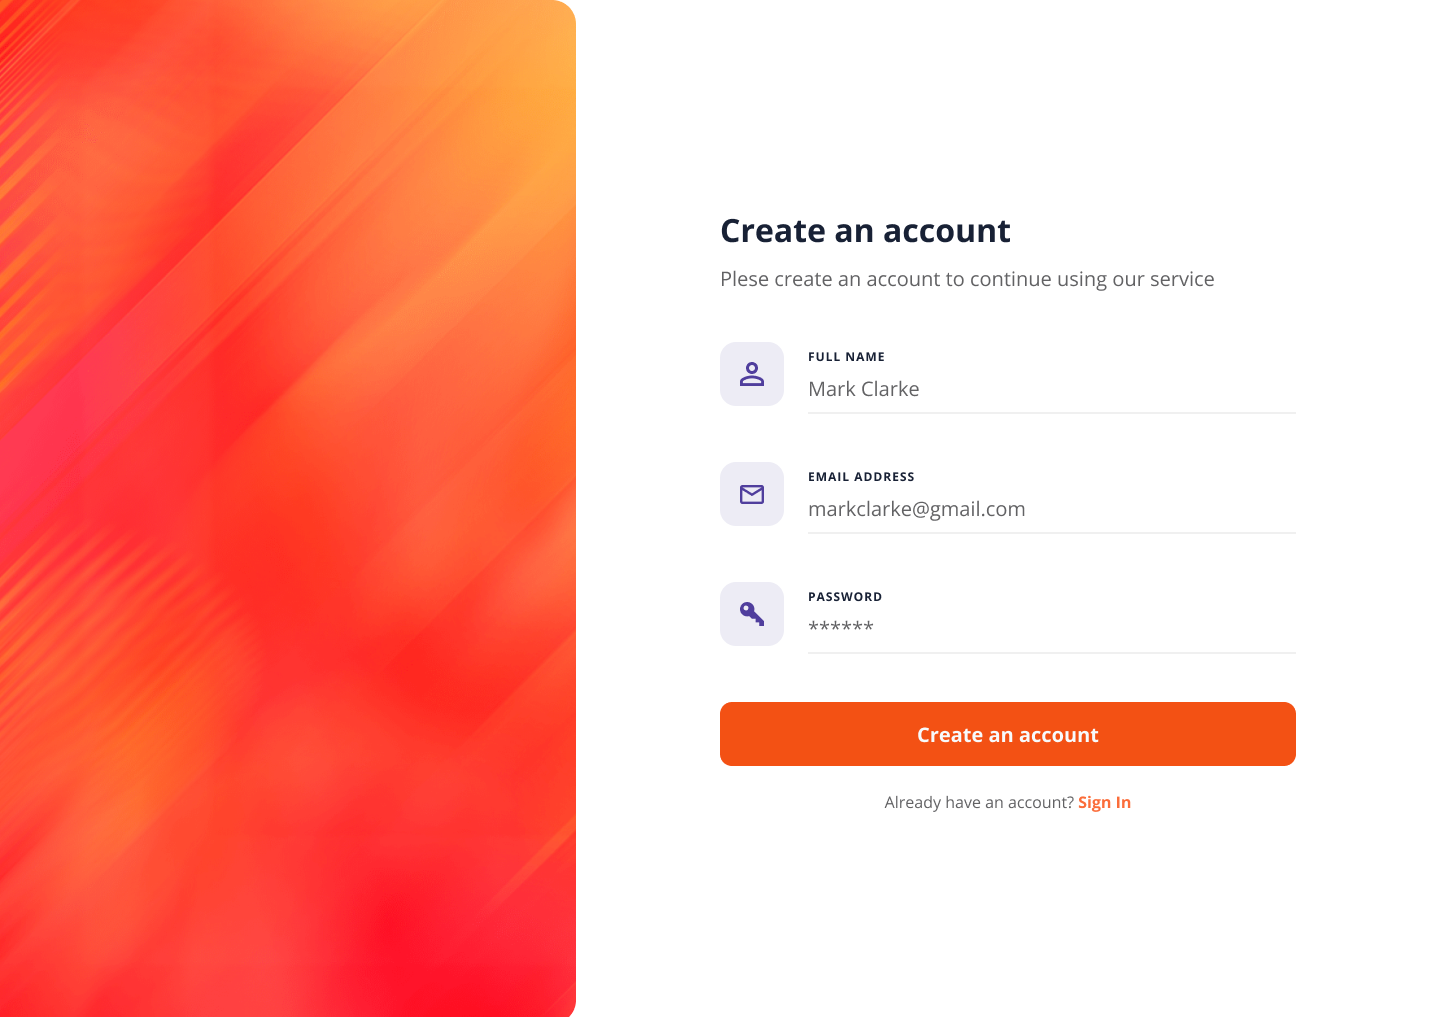 Create an account
Plese create an account to continue using our service
FULL NAME
Mark Clarke
EMAIL ADDRESS
markclarke@gmail.com
PASSWORD
******
Create an account
Already have an account? Sign In